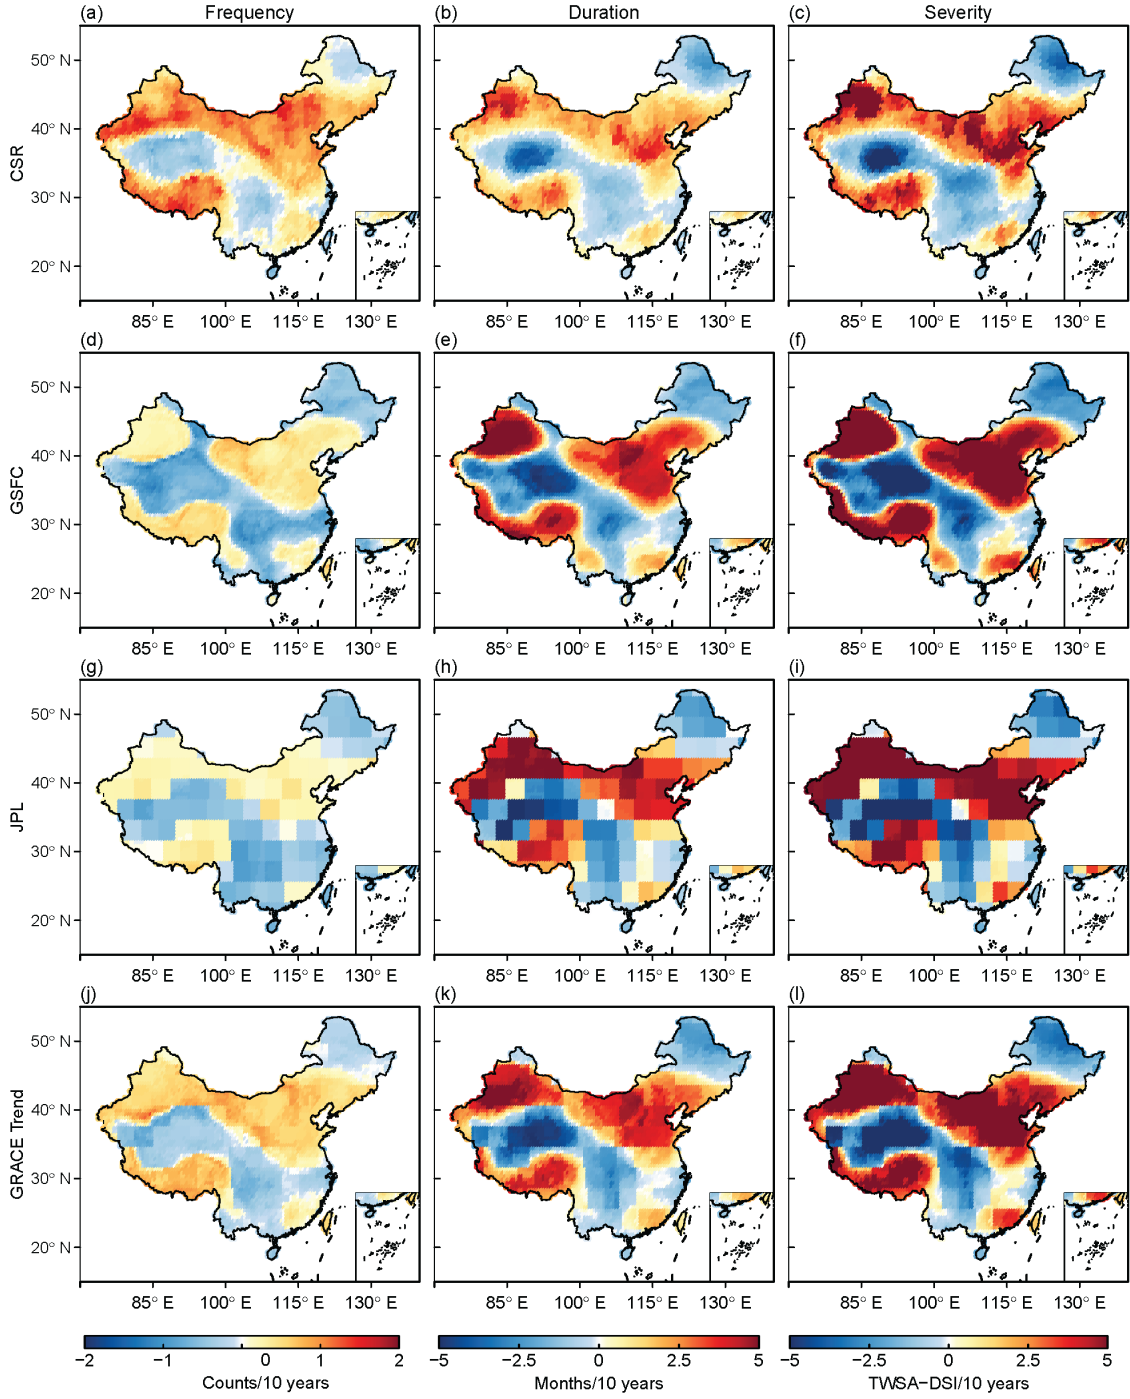 (a) Frequency (b) Duration (c) Severity
50° N
40° N
30° N
20° N
CSR
85° E 100° E 115° E 130° E 85° E 100° E 115° E 130° E 85° E 100° E 115° E 130° E
(d) (e) (f)
50° N
40° N
30° N
20° N
GSFC
85° E 100° E 115° E 130° E 85° E 100° E 115° E 130° E 85° E 100° E 115° E 130° E
(g) (h) (i)
50° N
40° N
30° N
20° N
JPL
85° E 100° E 115° E 130° E 85° E 100° E 115° E 130° E 85° E 100° E 115° E 130° E
(j) (k) (l)
50° N
40° N
30° N
20° N
GRACE Trend
85° E 100° E 115° E 130° E 85° E 100° E 115° E 130° E 85° E 100° E 115° E 130° E
−2 −1 0 1 2 −5 −2.5 0 2.5 5 −5 −2.5 0 2.5 5
Counts/10 years Months/10 years TWSA−DSI/10 years